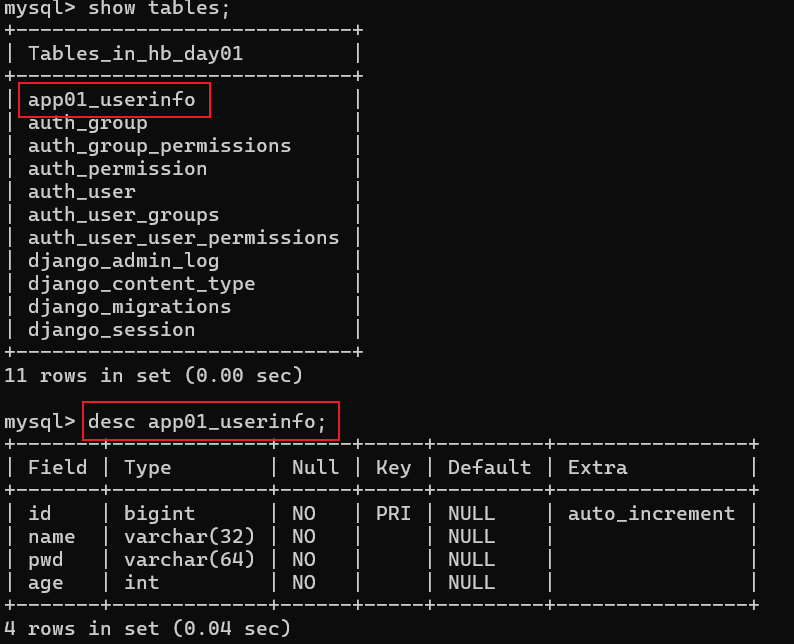 mysql> show tables;
+----------------------------+
| Tables_in_hb_day01         |
+----------------------------+
| app01_userinfo             |
| auth_group                 |
| auth_group_permissions     |
| auth_permission            |
| auth_user                  |
| auth_user_groups           |
| auth_user_user_permissions |
| django_admin_log           |
| django_content_type        |
| django_migrations          |
| django_session             |
+----------------------------+
11 rows in set (0.00 sec)
mysql> desc app01_userinfo;
+-------+-------------+------+-----+---------+----------------+
| Field | Type        | Null | Key | Default | Extra          |
+-------+-------------+------+-----+---------+----------------+
| id    | bigint      | NO   | PRI | NULL    | auto_increment |
| name  | varchar(32) | NO   |     | NULL    |                |
| pwd   | varchar(64) | NO   |     | NULL    |                |
| age   | int         | NO   |     | NULL    |                |
+-------+-------------+------+-----+---------+----------------+
4 rows in set (0.04 sec)